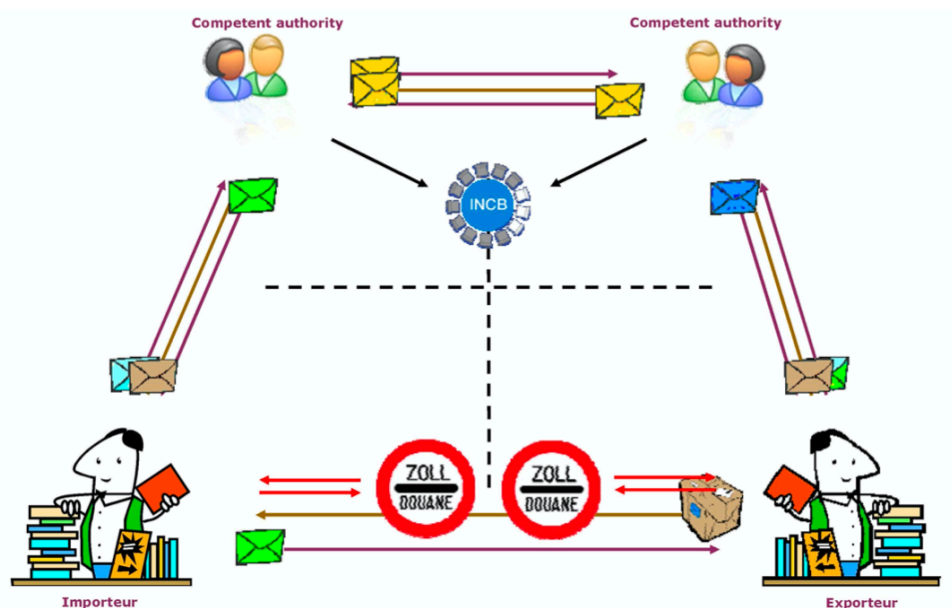 Competent authority
Competent authority
INCB
ZOLL
DOUANE
ZOLL
DOUANE
Importeur
Exporteur